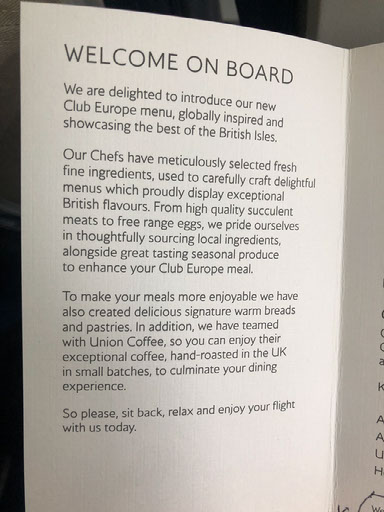 WELCOME ON BOARD
We are delighted to introduce our new
Club Europe menu, globally inspired and
showcasing the best of the British Isles.
Our Chefs have meticulously selected fresh
fine ingredients, used to carefully craft delightful
menus which proudly display exceptional
British flavours. From high quality succulent
meats to free range eggs, we pride ourselves
in thoughtfully sourcing local ingredients,
alongside great tasting seasonal produce
to enhance your Club Europe meal.
To make your meals more enjoyable we have
also created delicious signature warm breads
and pastries. In addition, we have teamed
with Union Coffee, so you can enjoy their
exceptional coffee, hand-roasted in the UK
in small batches, to culminate your dining
experience.
So please, sit back, relax and enjoy your flight
with us today.